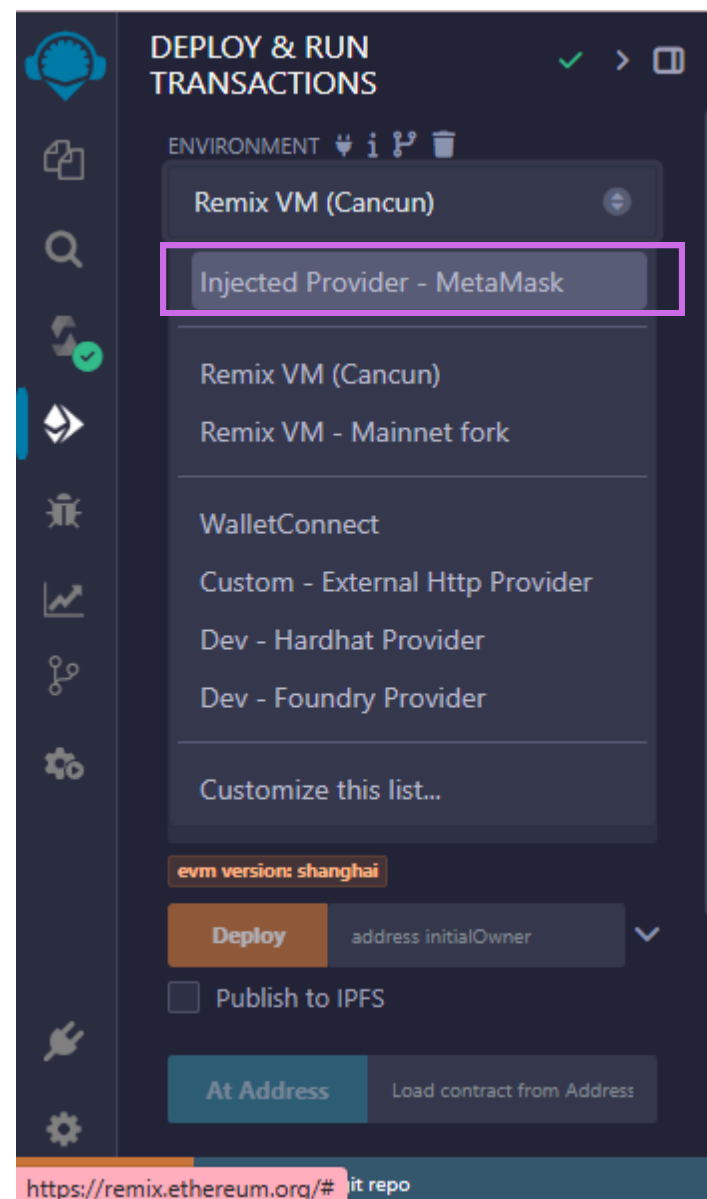 DEPLOY & RUN
TRANSACTIONS
ENVIRONMENT
Remix VM (Cancun)
Injected Provider - MetaMask
Remix VM (Cancun)
Remix VM - Mainnet fork
WalletConnect
Custom - External Http Provider
Dev - Hardhat Provider
Dev - Foundry Provider
Customize this list...
evm version: shanghai
Deploy address initialOwner
Publish to IPFS
At Address Load contract from Address
https://remix.ethereum.org/# it repo